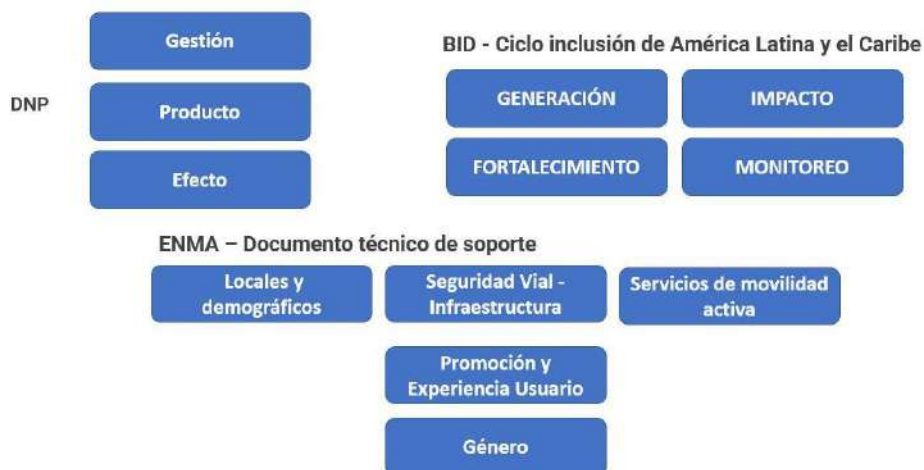 DNP
Gestión
Producto
Efecto
BID - Ciclo inclusión de América Latina y el Caribe
GENERACIÓN
IMPACTO
FORTALECIMIENTO
MONITOREO
ENMA – Documento técnico de soporte
Locales y
demográficos
Seguridad Vial -
Infraestructura
Servicios de movilidad
activa
Promoción y
Experiencia Usuario
Género